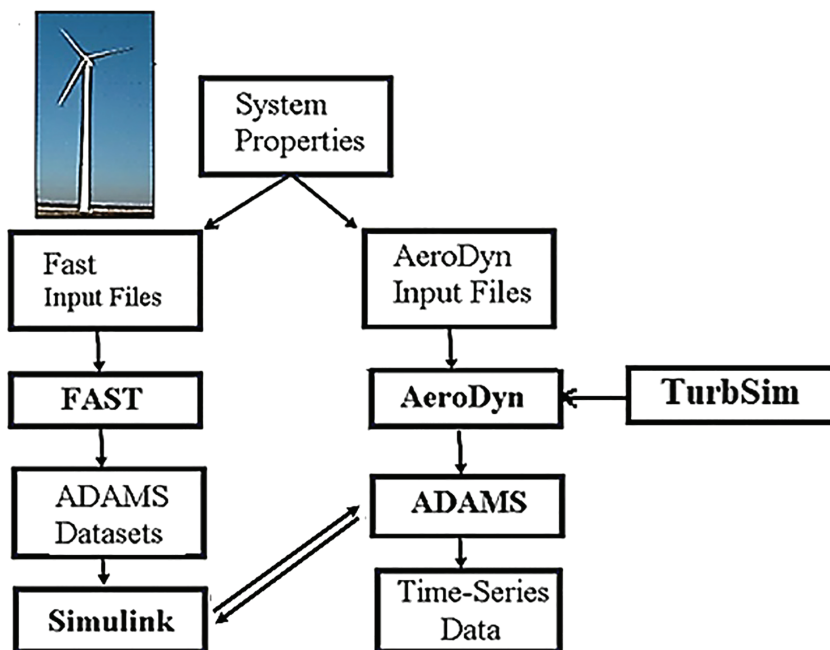 System
Properties
Fast
Input Files
AeroDyn
Input Files
FAST
AeroDyn
TurbSim
ADAMS
Datasets
ADAMS
Simulink
Time-Series
Data